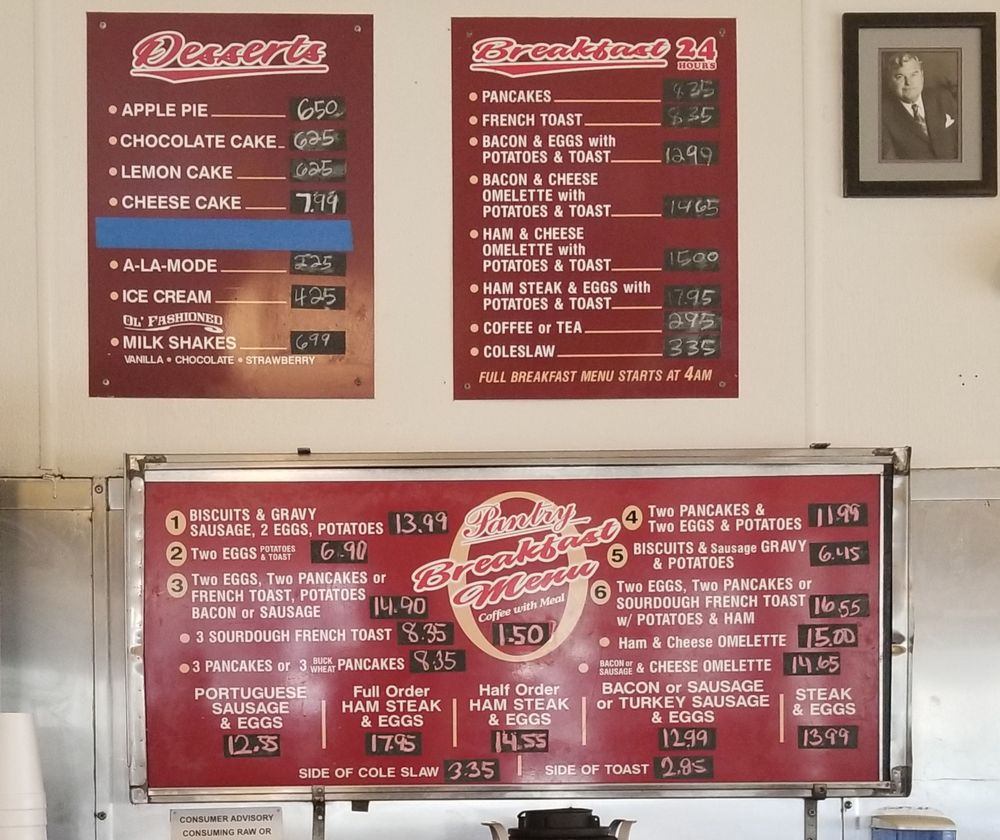 Desserts
• APPLE PIE 650
• CHOCOLATE CAKE 625
• LEMON CAKE 625
• CHEESE CAKE 7.99
• A-LA-MODE 225
• ICE CREAM 425
OL' FASHIONED
• MILK SHAKES 699
VANILLA • CHOCOLATE • STRAWBERRY
Breakfast 24 HOURS
• PANCAKES 835
• FRENCH TOAST 835
• BACON & EGGS with
POTATOES & TOAST 1299
• BACON & CHEESE
OMELETTE with
POTATOES & TOAST 1465
• HAM & CHEESE
OMELETTE with
POTATOES & TOAST 1500
• HAM STEAK & EGGS with
POTATOES & TOAST 1795
• COFFEE or TEA 295
• COLESLAW 335
FULL BREAKFAST MENU STARTS AT 4AM
Pantry
Breakfast
Menu
Coffee with Meal
1.50
1 BISCUITS & GRAVY
SAUSAGE, 2 EGGS, POTATOES 13.99
2 Two EGGS POTATOES & TOAST 6.90
3 Two EGGS, Two PANCAKES or
FRENCH TOAST, POTATOES
BACON or SAUSAGE 14.90
• 3 SOURDOUGH FRENCH TOAST 8.35
• 3 PANCAKES or 3 BUCK WHEAT PANCAKES 8.35
4 Two PANCAKES &
Two EGGS & POTATOES 11.99
5 BISCUITS & Sausage GRAVY
& POTATOES 6.45
6 Two EGGS, Two PANCAKES or
SOURDOUGH FRENCH TOAST
w/ POTATOES & HAM 16.55
• Ham & Cheese OMELETTE 15.00
• BACON or SAUSAGE & CHEESE OMELETTE 14.65
PORTUGUESE
SAUSAGE
& EGGS
12.55
Full Order
HAM STEAK
& EGGS
17.95
Half Order
HAM STEAK
& EGGS
14.55
BACON or SAUSAGE
or TURKEY SAUSAGE
& EGGS
12.99
STEAK
& EGGS
13.99
SIDE OF COLE SLAW 3.35
SIDE OF TOAST 2.85
CONSUMER ADVISORY
CONSUMING RAW OR